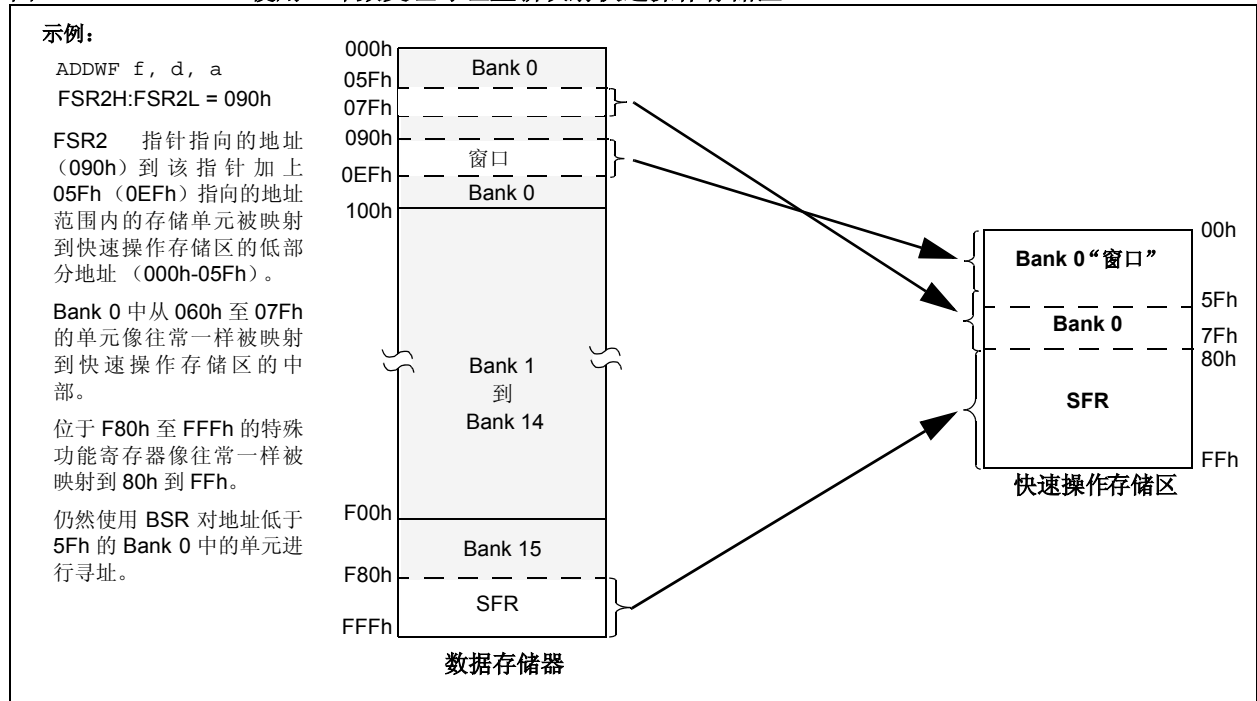 示例：
ADDWF f, d, a
FSR2H:FSR2L = 090h
FSR2 指针指向的地址
（090h）到该指针加上
05Fh（0EFh）指向的地址
范围内的存储单元被映射
到快速操作存储区的低部
分地址 （000h-05Fh）。
Bank 0 中从 060h 至 07Fh
的单元像往常一样被映射
到快速操作存储区的中
部。
位于 F80h 至 FFFh 的特殊
功能寄存器像往常一样被
映射到 80h 到 FFh。
仍然使用 BSR 对地址低于
5Fh 的 Bank 0 中的单元进
行寻址。
000h
Bank 0
05Fh
07Fh
090h
窗口
0EFh
Bank 0
100h
Bank 1
到
Bank 14
F00h
Bank 15
F80h
SFR
FFFh
数据存储器
00h
Bank 0“窗口”
5Fh
Bank 0
7Fh
80h
SFR
FFh
快速操作存储区